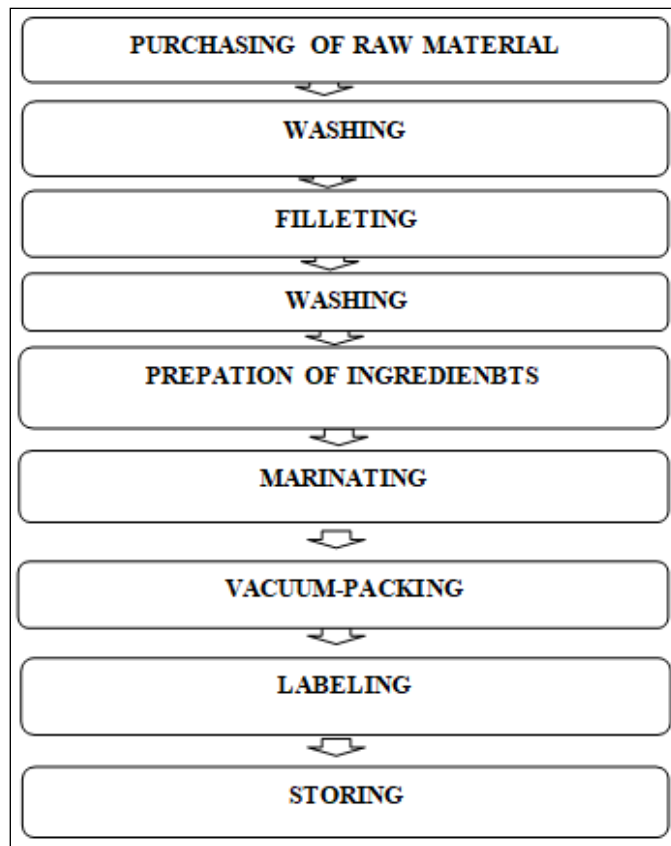 PURCHASING OF RAW MATERIAL
WASHING
FILLETING
WASHING
PREPATION OF INGREDIENBTS
MARINATING
VACUUM-PACKING
LABELING
STORING